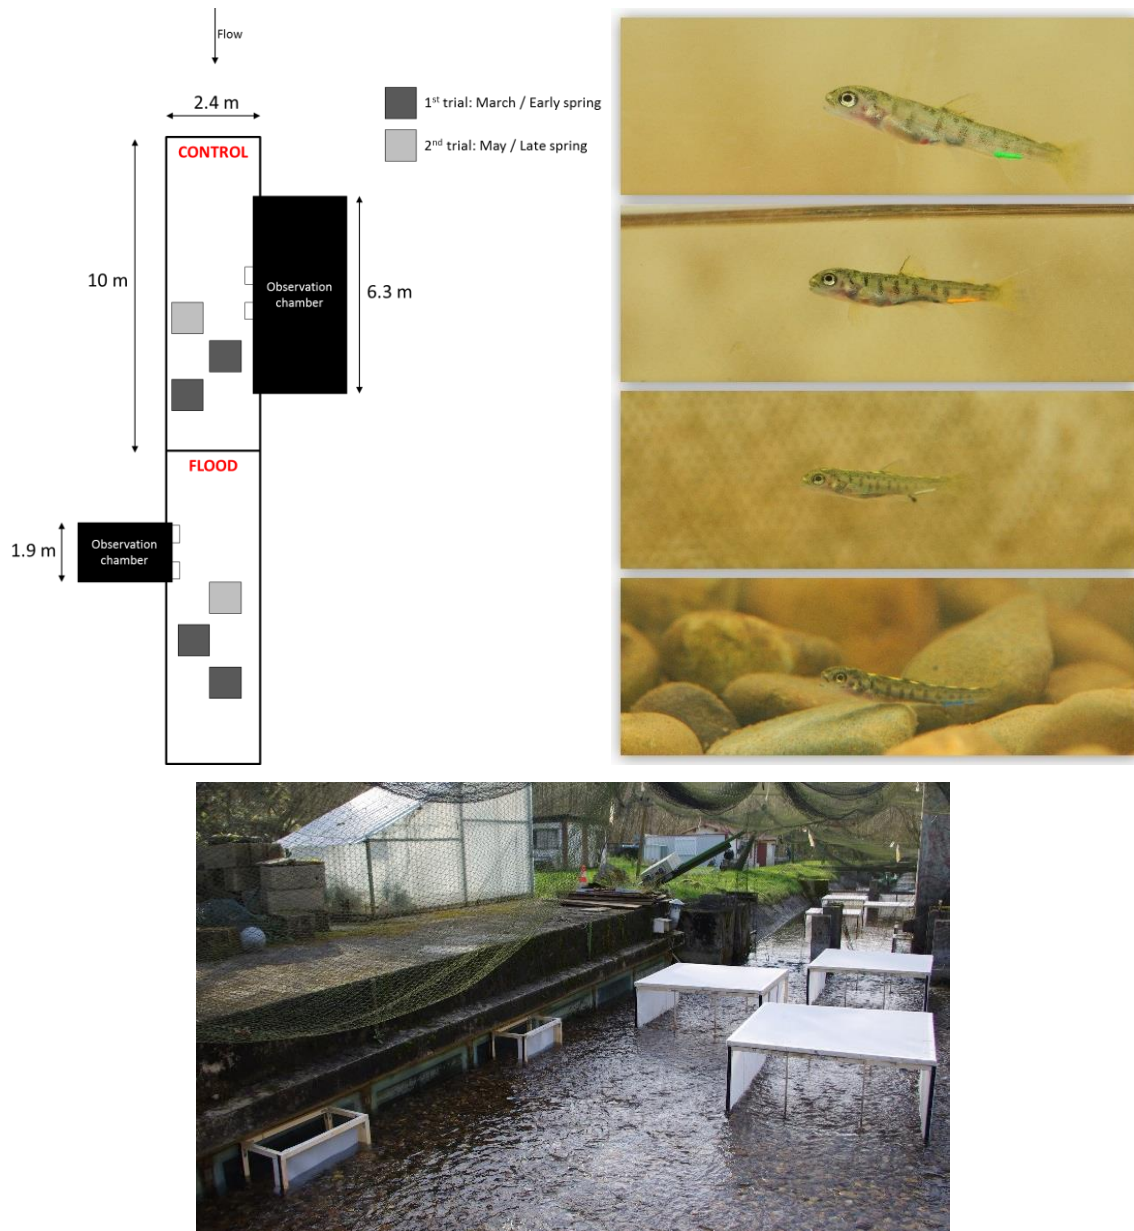 Flow
2.4 m
1st trial: March / Early spring
2nd trial: May / Late spring
CONTROL
10 m
Observation
chamber
6.3 m
FLOOD
1.9 m
Observation
chamber